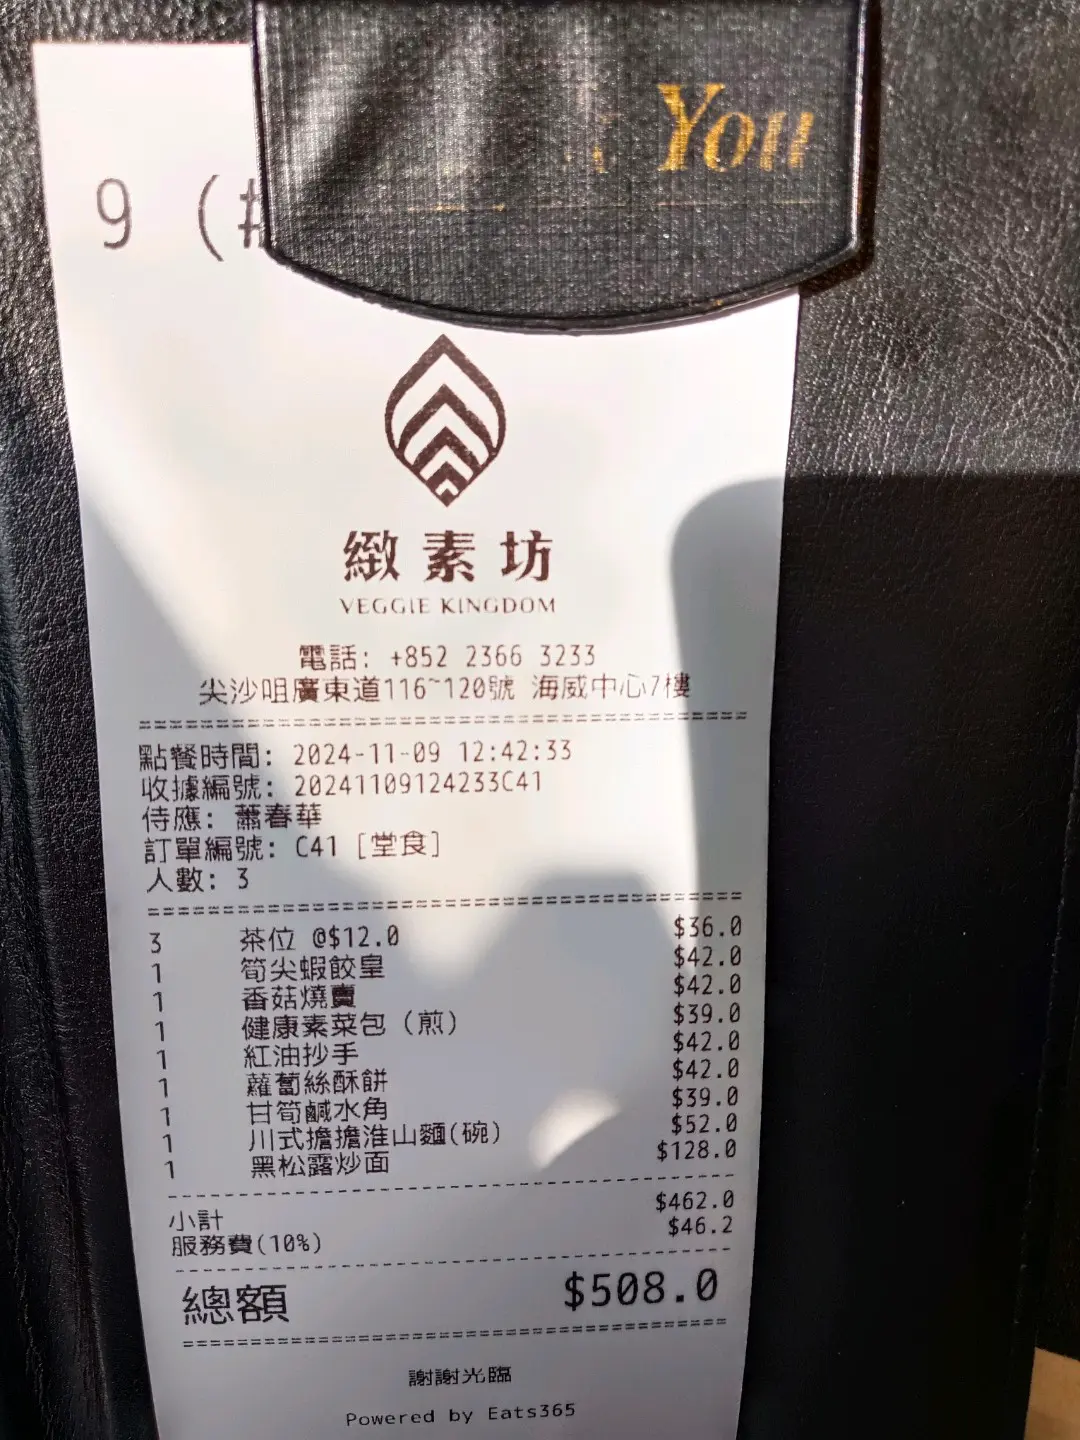 You
9 (#
緻素坊
VEGGIE KINGDOM
電話: +852 2366 3233
尖沙咀廣東道116~120號 海威中心7樓
點餐時間: 2024-11-09 12:42:33
收據編號: 20241109124233C41
侍應: 蕭春華
訂單編號: C41 [堂食]
人數: 3
3 茶位 @$12.0 $36.0
1 筍尖蝦餃皇 $42.0
1 香菇燒賣 $42.0
1 健康素菜包 (煎) $39.0
1 紅油抄手 $42.0
1 蘿蔔絲酥餅 $42.0
1 甘筍鹹水角 $39.0
1 川式擔擔淮山麵(碗) $52.0
1 黑松露炒面 $128.0
小計 $462.0
服務費(10%) $46.2
總額 $508.0
謝謝光臨
Powered by Eats365